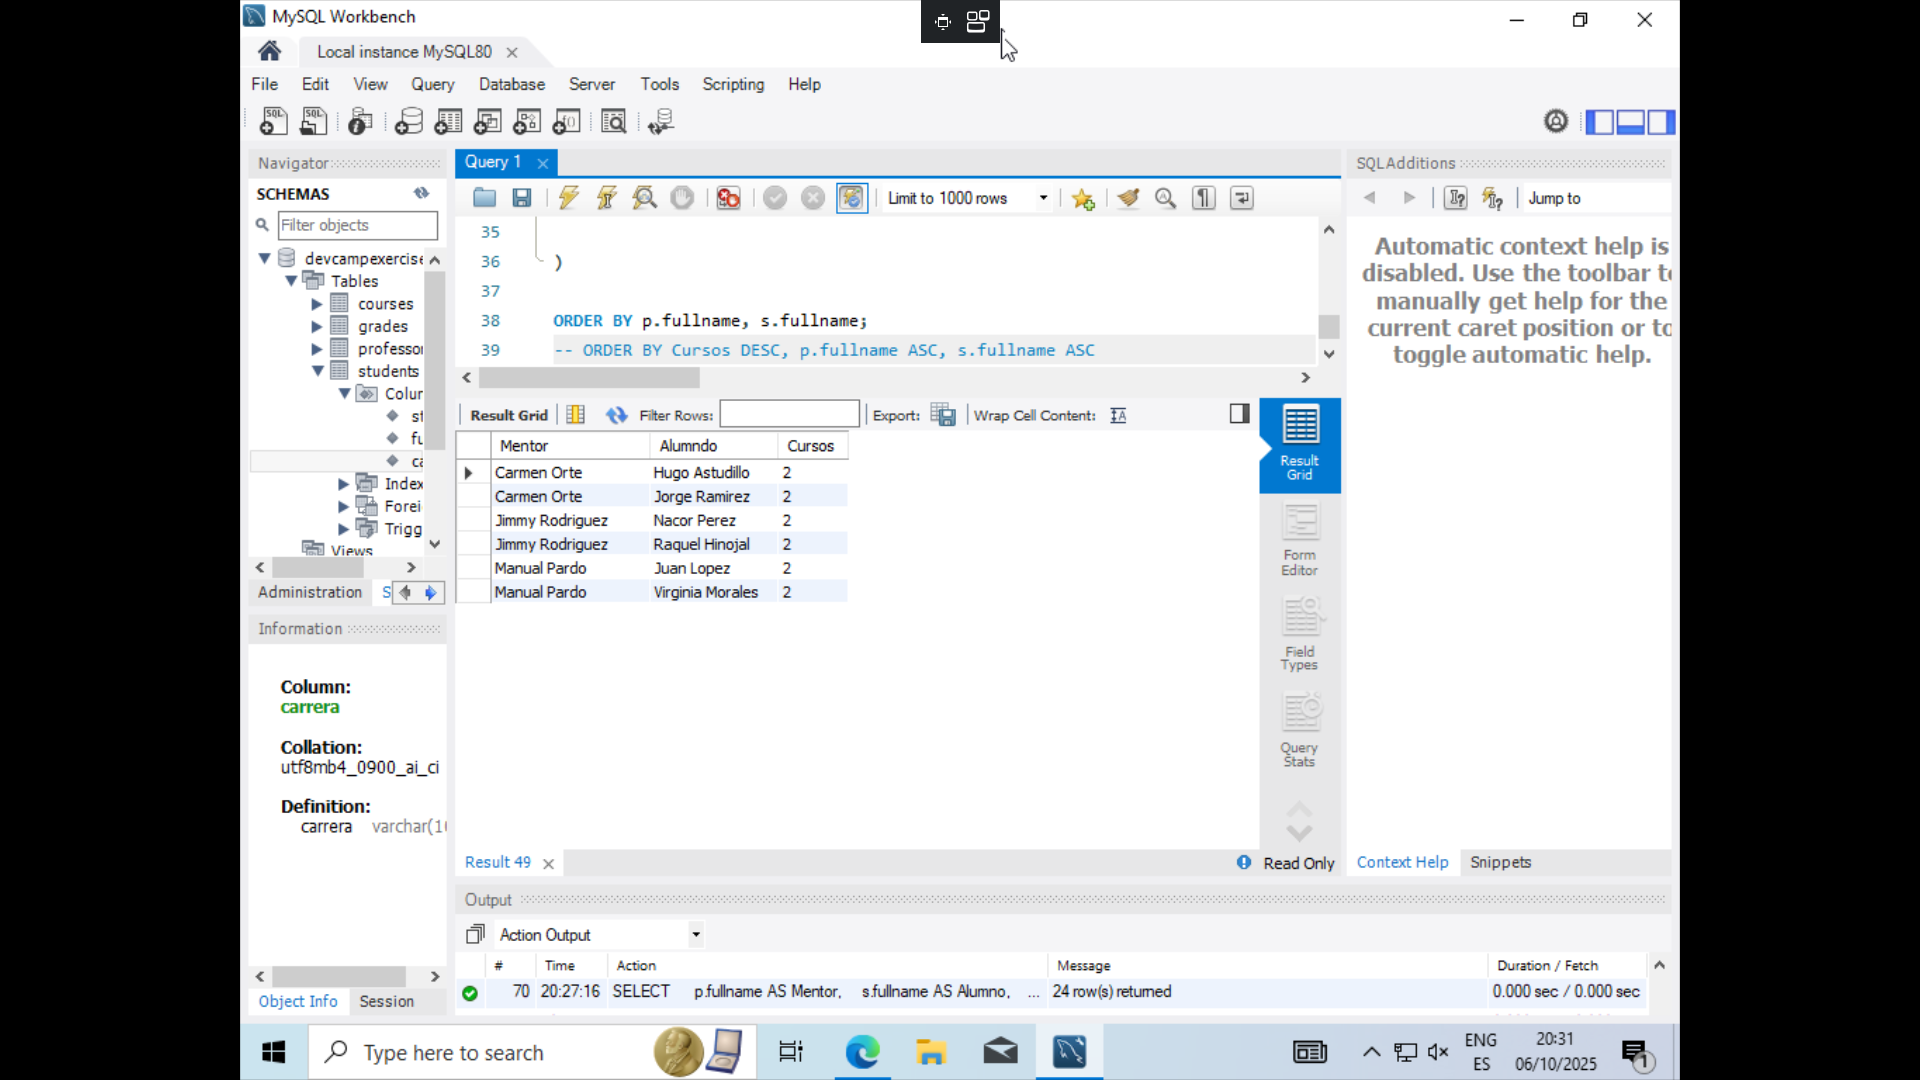 MySQL Workbench
Local instance MySQL80
File Edit View Query Database Server Tools Scripting Help
Navigator
SCHEMAS
Filter objects
devcampexercise
Tables
courses
grades
professor
students
Colur
st
fu
ca
Index
Forei
Trigg
Views
Administration S
Information
Column:
carrera
Collation:
utf8mb4_0900_ai_ci
Definition:
carrera varchar(10
Object Info Session
Query 1
Limit to 1000 rows
35
36 )
37
38 ORDER BY p.fullname, s.fullname;
39 -- ORDER BY Cursos DESC, p.fullname ASC, s.fullname ASC
Result Grid Filter Rows: Export: Wrap Cell Content:
Mentor Alumndo Cursos
Carmen Orte Hugo Astudillo 2
Carmen Orte Jorge Ramirez 2
Jimmy Rodriguez Nacor Perez 2
Jimmy Rodriguez Raquel Hinojal 2
Manual Pardo Juan Lopez 2
Manual Pardo Virginia Morales 2
Result
Grid
Form
Editor
Field
Types
Query
Stats
Result 49 Read Only
SQLAdditions
Jump to
Automatic context help is
disabled. Use the toolbar to
manually get help for the
current caret position or to
toggle automatic help.
Context Help Snippets
Output
Action Output
# Time Action Message Duration / Fetch
70 20:27:16 SELECT p.fullname AS Mentor, s.fullname AS Alumno, ... 24 row(s) returned 0.000 sec / 0.000 sec
Type here to search
ENG
ES
20:31
06/10/2025
1